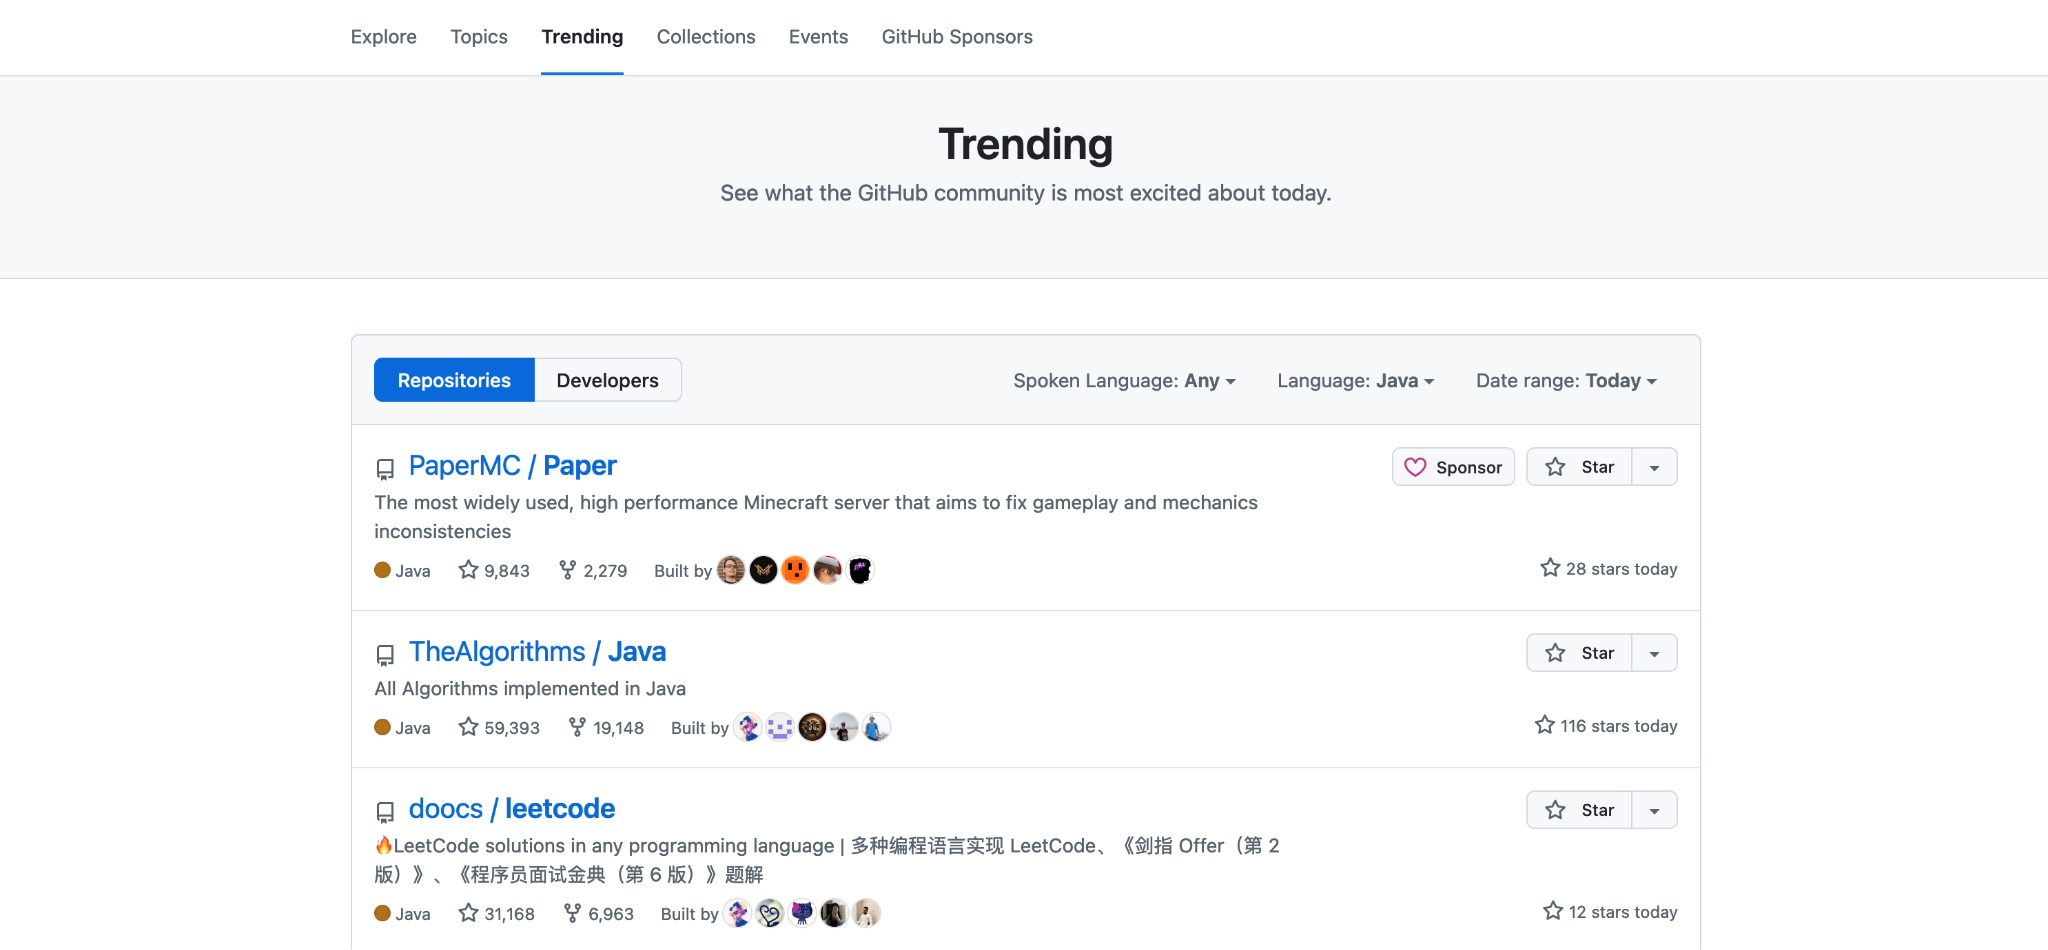 Explore Topics Trending Collections Events GitHub Sponsors
Trending
See what the GitHub community is most excited about today.
Repositories Developers Spoken Language: Any Language: Java Date range: Today
PaperMC / Paper Sponsor Star
The most widely used, high performance Minecraft server that aims to fix gameplay and mechanics
inconsistencies
Java 9,843 2,279 Built by 28 stars today
TheAlgorithms / Java Star
All Algorithms implemented in Java
Java 59,393 19,148 Built by 116 stars today
doocs / leetcode Star
🔥LeetCode solutions in any programming language | 多种编程语言实现 LeetCode、《剑指 Offer（第 2
版）》、《程序员面试金典（第 6 版）》题解
Java 31,168 6,963 Built by 12 stars today